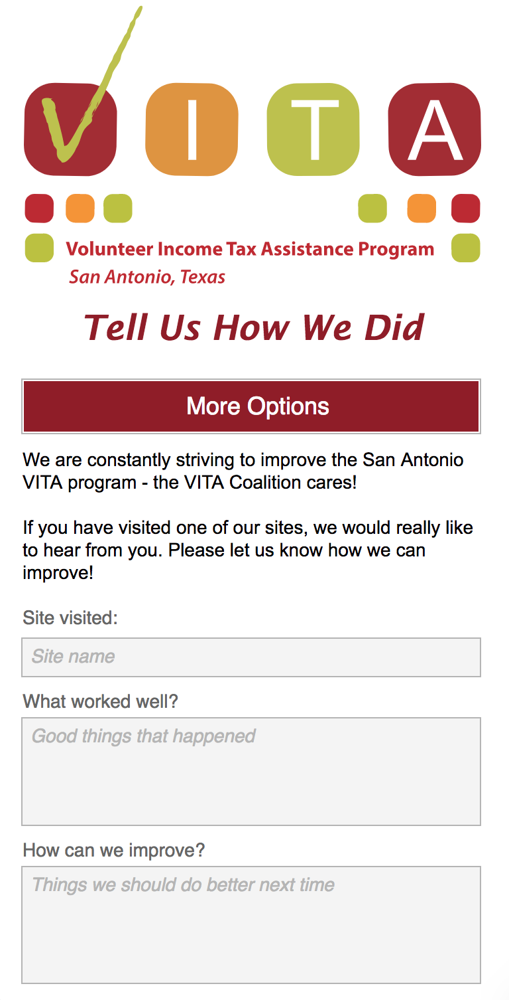 VITA
Volunteer Income Tax Assistance Program
San Antonio, Texas
Tell Us How We Did
More Options
We are constantly striving to improve the San Antonio
VITA program - the VITA Coalition cares!
If you have visited one of our sites, we would really like
to hear from you. Please let us know how we can
improve!
Site visited:
Site name
What worked well?
Good things that happened
How can we improve?
Things we should do better next time